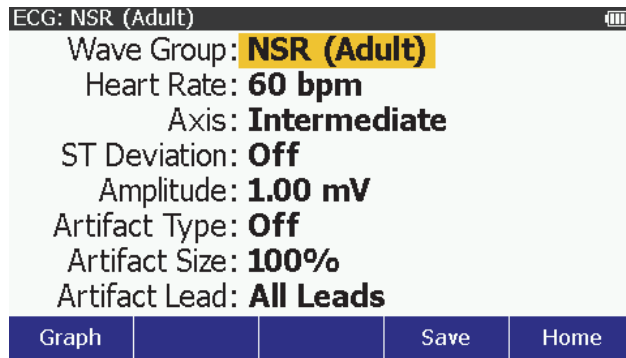 ECG: NSR (Adult)
Wave Group: NSR (Adult)
Heart Rate: 60 bpm
Axis: Intermediate
ST Deviation: Off
Amplitude: 1.00 mV
Artifact Type: Off
Artifact Size: 100%
Artifact Lead: All Leads
Graph Save Home